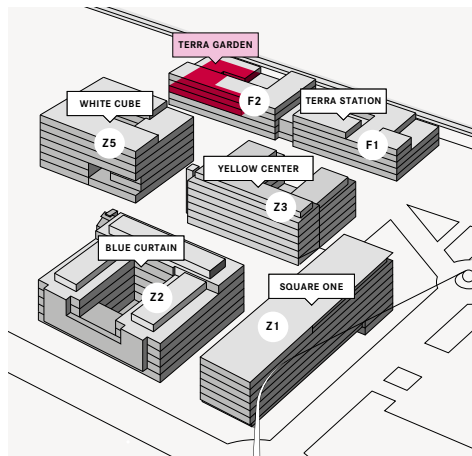 TERRA GARDEN
F2
WHITE CUBE
TERRA STATION
Z5
F1
YELLOW CENTER
Z3
BLUE CURTAIN
SQUARE ONE
Z2
Z1